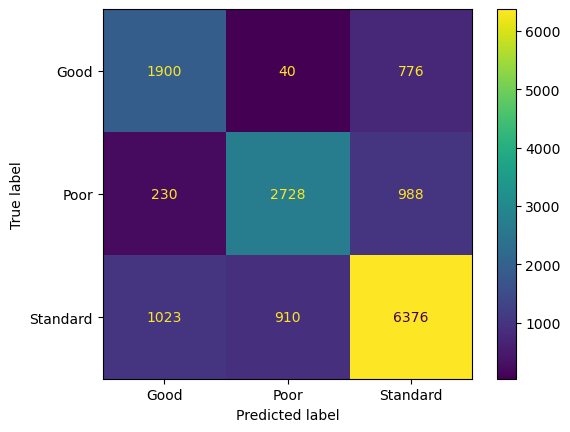 Good 1900 40 776
Poor 230 2728 988
Standard 1023 910 6376
Good Poor Standard
Predicted label
True label
6000
5000
4000
3000
2000
1000